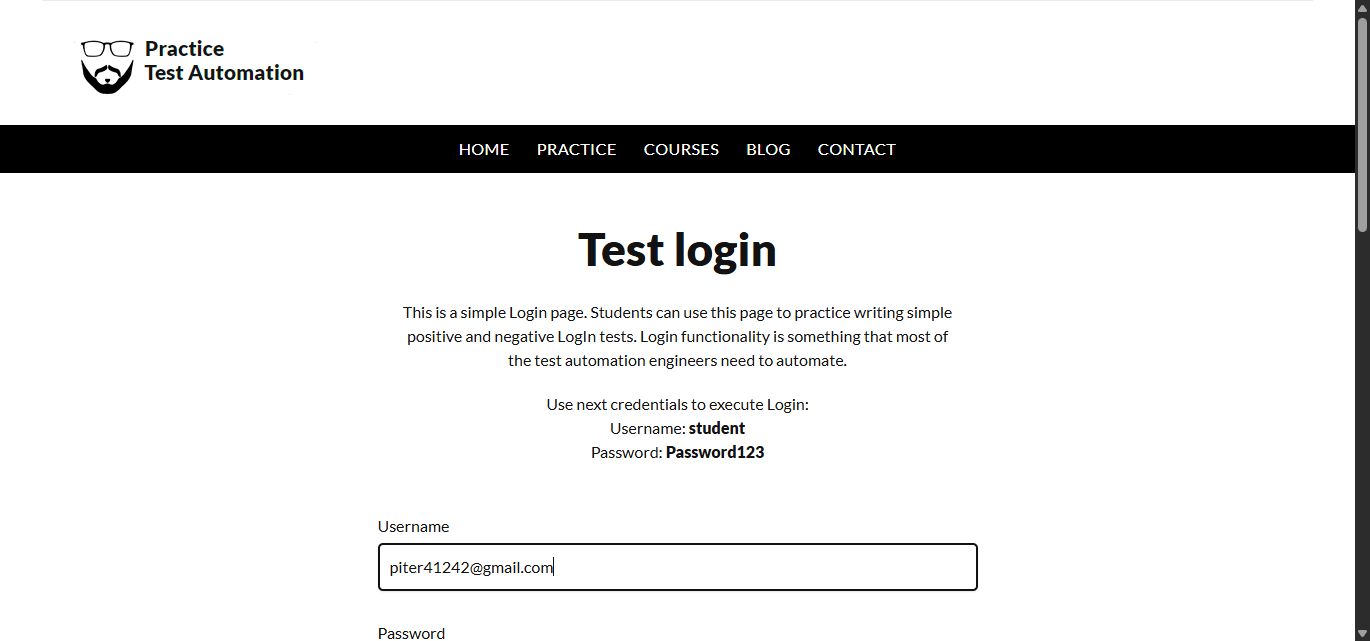 Practice
Test Automation
HOME PRACTICE COURSES BLOG CONTACT
Test login
This is a simple Login page. Students can use this page to practice writing simple
positive and negative LogIn tests. Login functionality is something that most of
the test automation engineers need to automate.
Use next credentials to execute Login:
Username: student
Password: Password123
Username
piter41242@gmail.com
Password